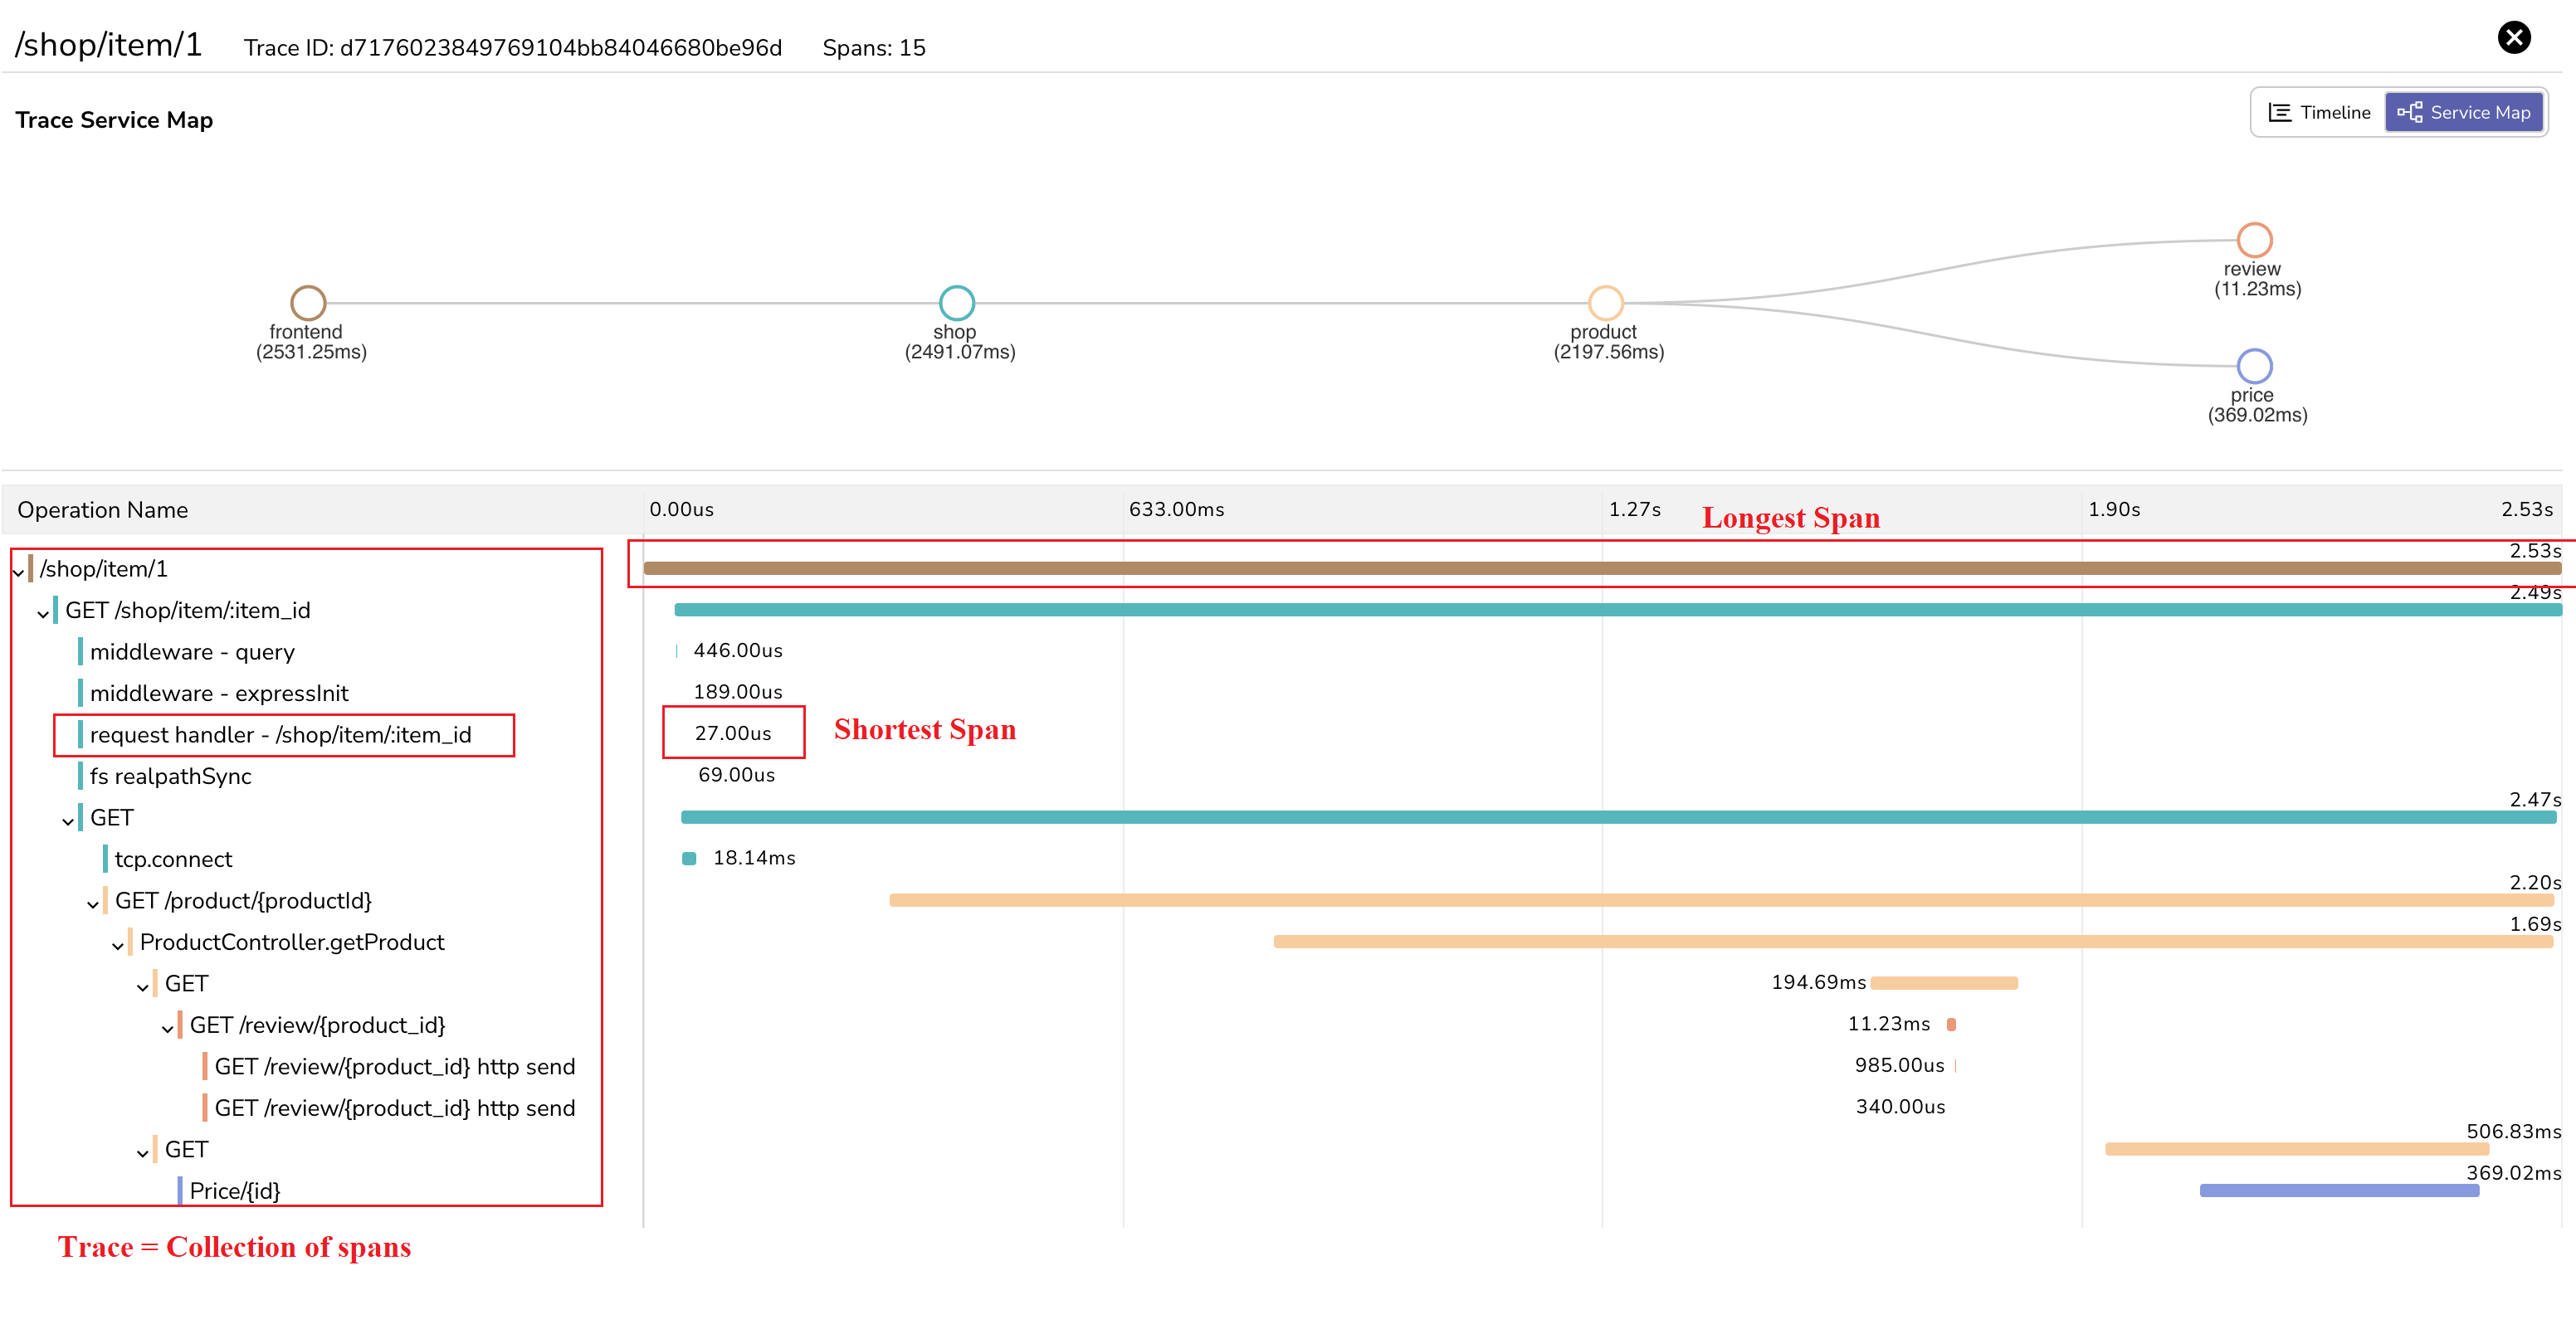 /shop/item/1 Trace ID: d7176023849769104bb84046680be96d Spans: 15
Trace Service Map
Timeline Service Map
review
(11.23ms)
frontend
(2531.25ms)
shop
(2491.07ms)
product
(2197.56ms)
price
(369.02ms)
Operation Name 0.00us 633.00ms 1.27s 1.90s 2.53s
Longest Span
/shop/item/1 2.53s
GET /shop/item/:item_id 2.49s
middleware - query 446.00us
middleware - expressInit 189.00us
request handler - /shop/item/:item_id 27.00us Shortest Span
fs realpathSync 69.00us
GET 2.47s
tcp.connect 18.14ms
GET /product/{productId} 2.20s
ProductController.getProduct 1.69s
GET 194.69ms
GET /review/{product_id} 11.23ms
GET /review/{product_id} http send 985.00us
GET /review/{product_id} http send 340.00us
GET 506.83ms
Price/{id} 369.02ms
Trace = Collection of spans